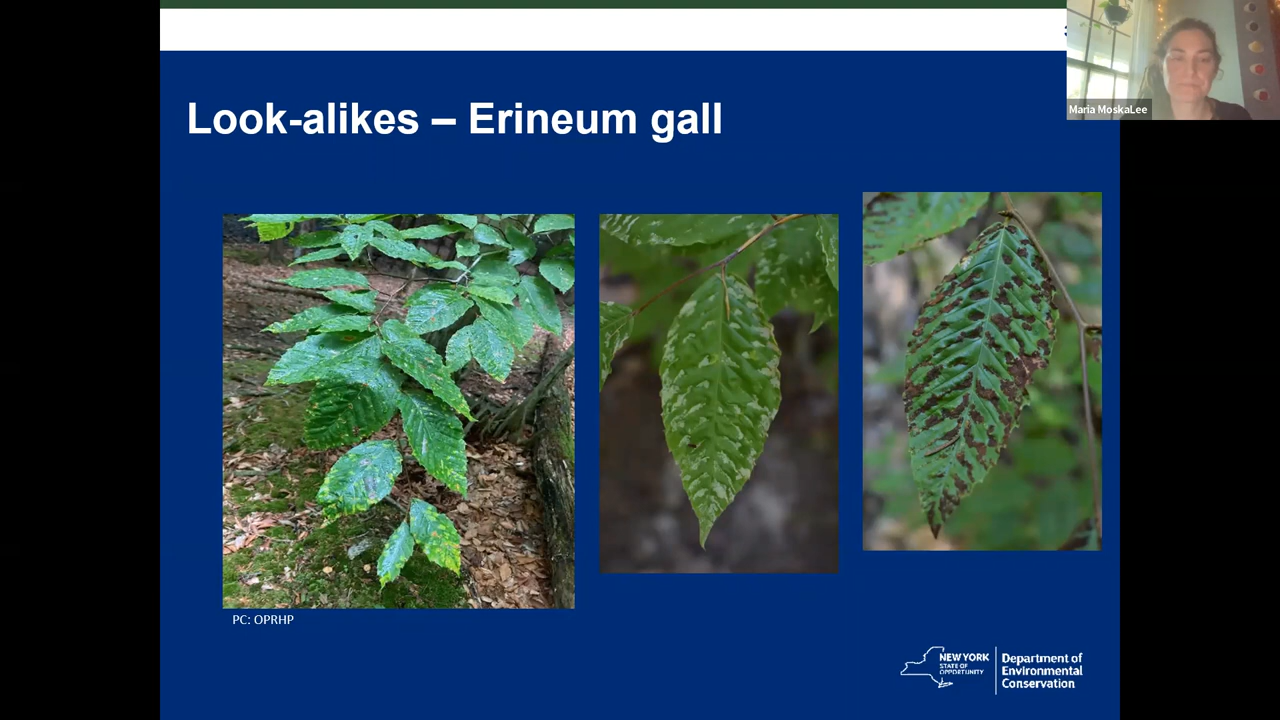 Look-alikes – Erineum gall
Maria MoskaLee
PC: OPRHP
NEW YORK
STATE OF
OPPORTUNITY
Department of
Environmental
Conservation